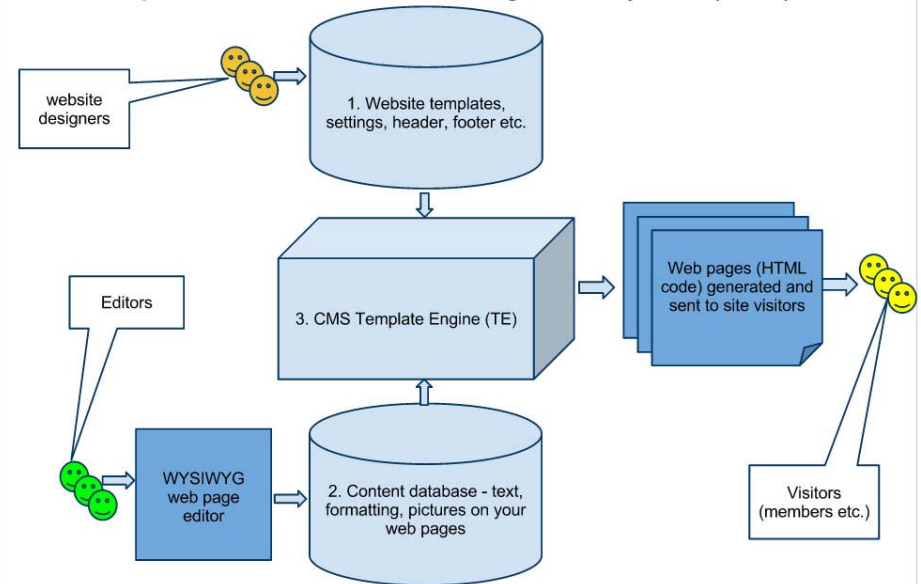 website
designers
1. Website templates,
settings, header, footer etc.
Editors
3. CMS Template Engine (TE)
Web pages (HTML
code) generated and
sent to site visitors
WYSIWYG
web page
editor
2. Content database - text,
formatting, pictures on your
web pages
Visitors
(members etc.)